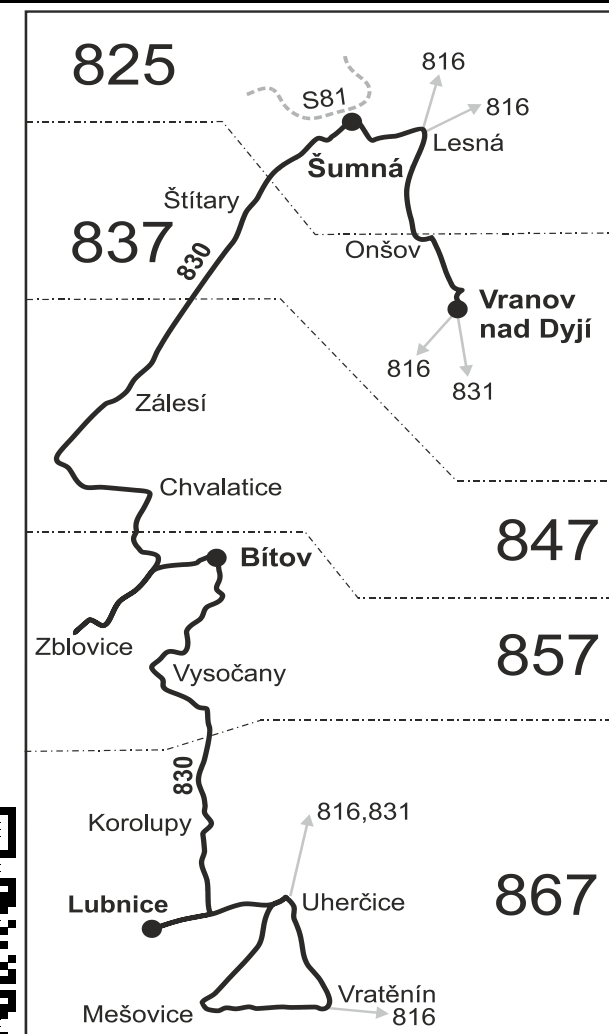 825
816
S81
816
Lesná
Šumná
Štítary
837
Onšov
830
Vranov
nad Dyjí
816
831
Zálesí
Chvalatice
847
Bítov
Zblovice
857
Vysočany
830
816,831
Korolupy
867
Lubnice
Uherčice
Vratěnín
Mešovice
816